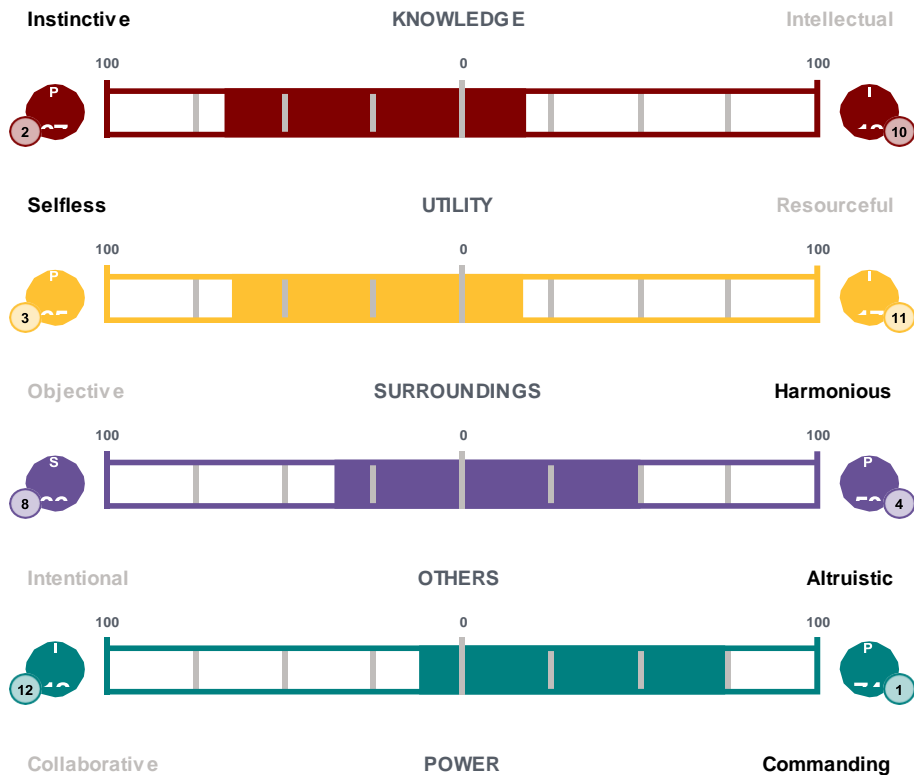 Instinctive KNOWLEDGE Intellectual
100 0 100
P I
2 10
Selfless UTILITY Resourceful
100 0 100
P I
3 11
Objective SURROUNDINGS Harmonious
100 0 100
S P
8 4
Intentional OTHERS Altruistic
100 0 100
I P
12 1
Collaborative POWER Commanding